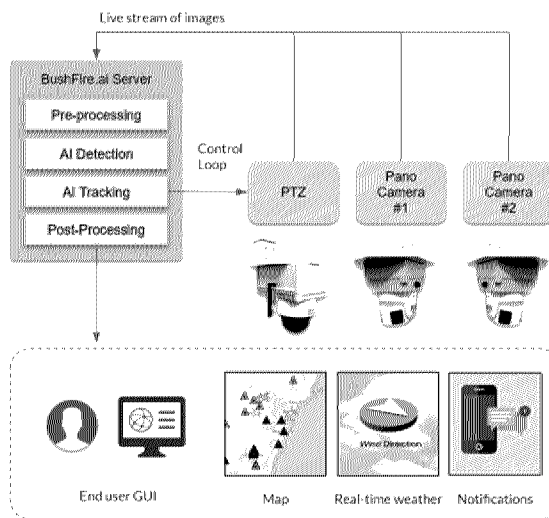 Live stream of images
BushFire.ai Server
Pre-processing
AI Detection
AI Tracking
Post-Processing
Control
Loop
PTZ
Pano
Camera
#1
Pano
Camera
#2
Wind Direction
End user GUI
Map
Real-time weather
Notifications